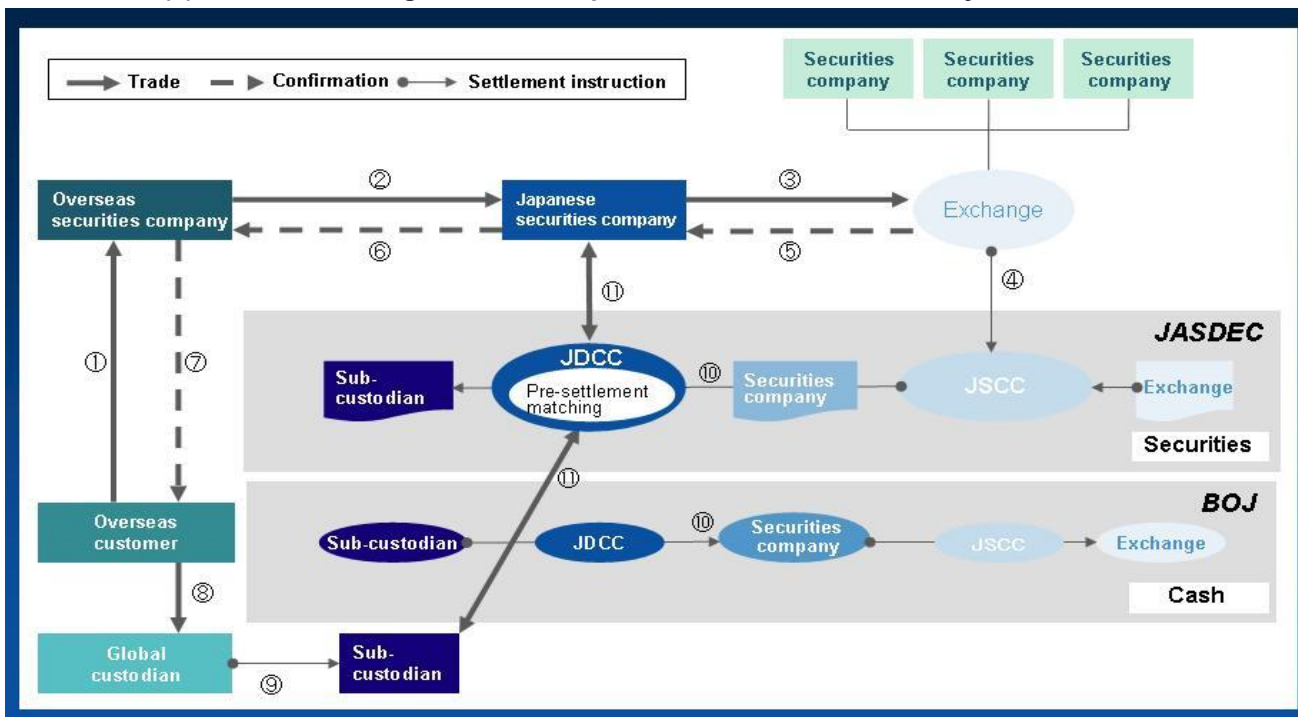 Securities
company
Securities
company
Securities
company
Trade
Confirmation
Settlement instruction
②
③
Overseas
securities company
Japanese
securities company
Exchange
⑥
⑤
④
⑪
①
⑦
JASDEC
JDCC
Pre-settlement
matching
Sub-
custodian
⑩
Securities
company
JSCC
Exchange
Securities
⑪
BOJ
Overseas
customer
Sub-custodian
JDCC
⑩
Securities
company
JSCC
Exchange
Cash
⑧
Global
custodian
⑨
Sub-
custodian